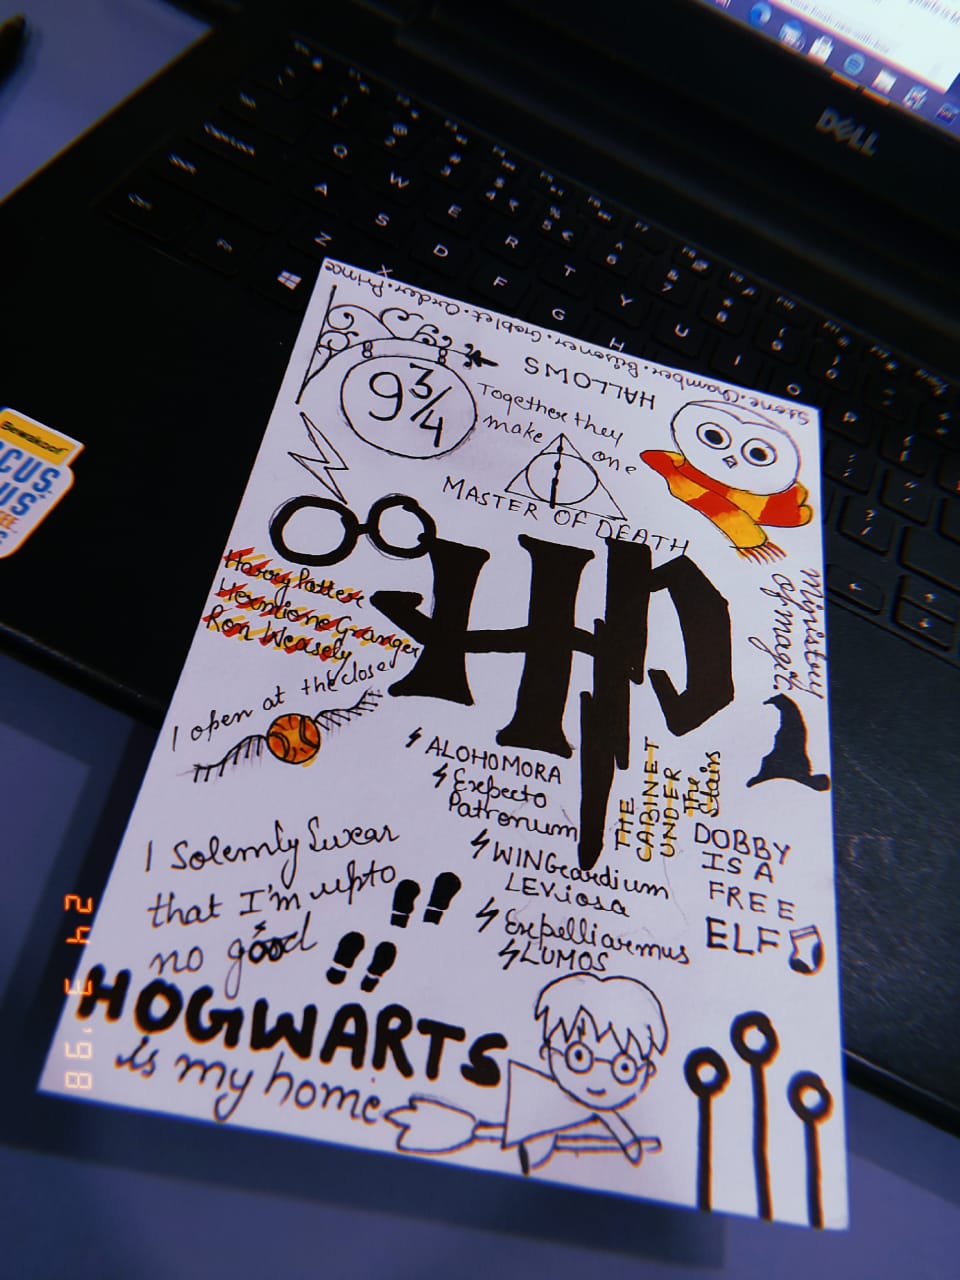 Stone. Chamber. Prisoner. Goblet. Order. Prince
HALLOWS
9 3/4
Together they
make one
MASTER OF DEATH
HP
Harry Potter
Hermione Granger
Ron Weasely
I open at the close
Ministry
of magic
ALOHOMORA
Expecto
Patronum
WINGeardium
LEViosa
Expelliarmus
LUMOS
THE
CABINET
UNDER
The
Stairs
DOBBY
IS A
FREE
ELF
I Solemnly Swear
that I'm upto
no good
HOGWARTS
is my home
24 3 '98
DELL
Bewakoof
Q W E R T Y U I O
A S D F G H
Z X